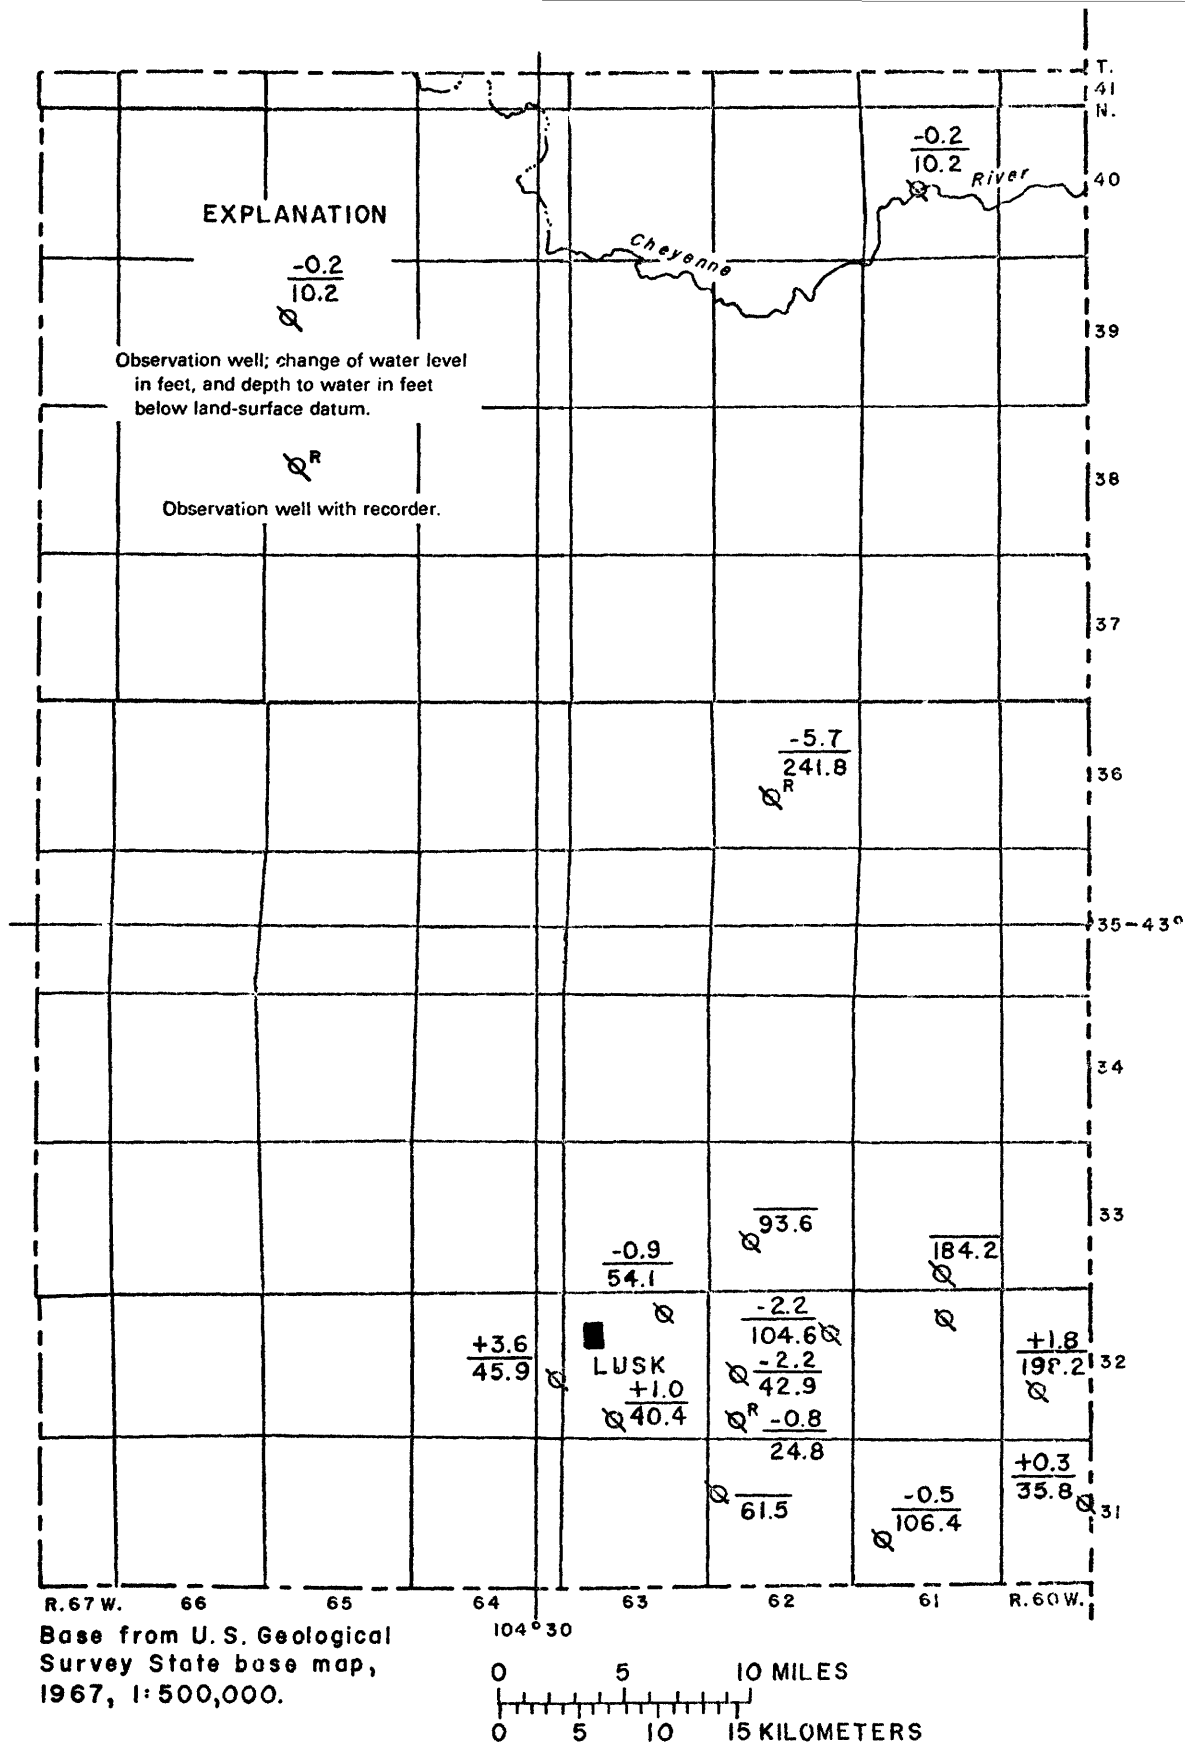 T.
41
N.
-0.2
10.2
River
40
EXPLANATION
Cheyenne
-0.2
10.2
39
Observation well; change of water level
in feet, and depth to water in feet
below land-surface datum.
R
38
Observation well with recorder.
37
-5.7
241.8
R
36
35-43°
34
33
93.6
184.2
-0.9
54.1
-2.2
104.6
+3.6
45.9
LUSK
-2.2
42.9
+1.8
198.2
32
+1.0
40.4
R
-0.8
24.8
+0.3
35.8
61.5
-0.5
106.4
31
R.67W.
66
65
64
63
62
61
R.60W.
104°30
Base from U.S. Geological
Survey State base map,
1967, 1:500,000.
0 5 10 MILES
0 5 10 15 KILOMETERS